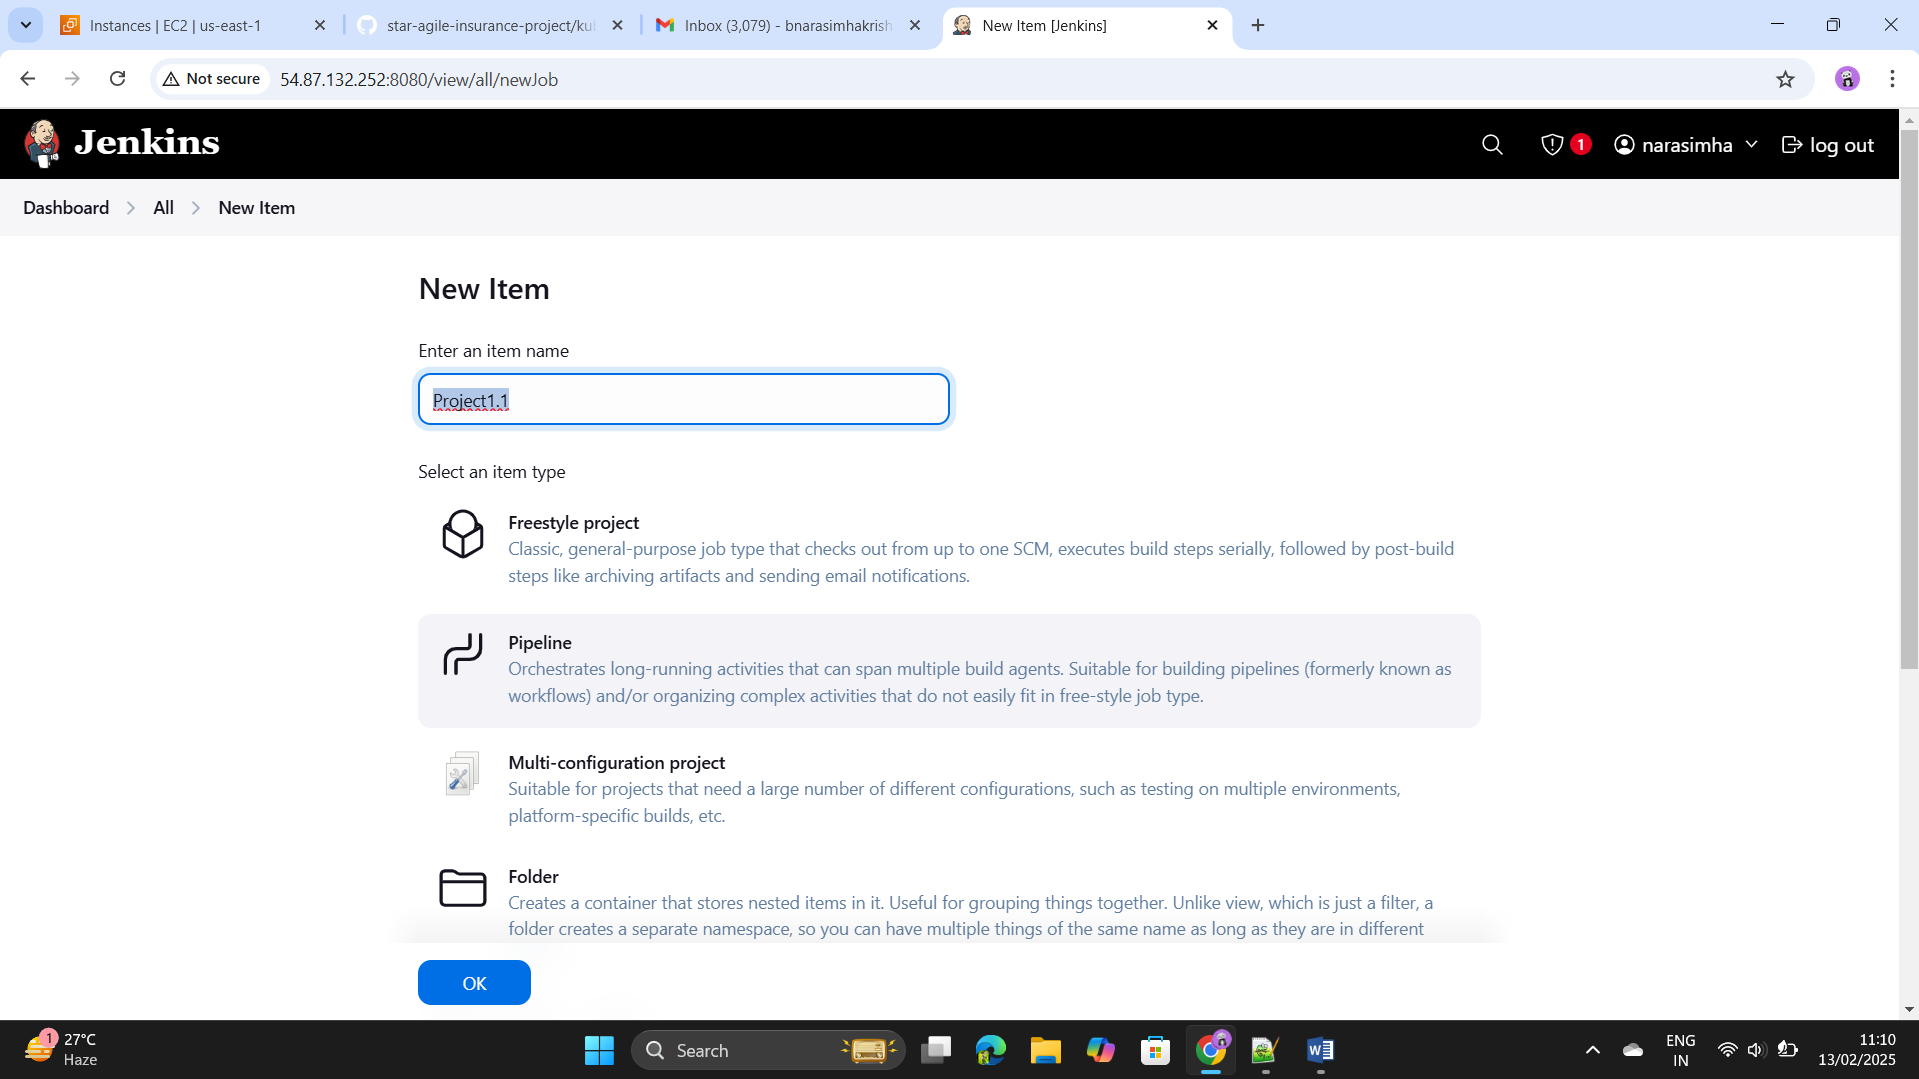 Instances | EC2 | us-east-1
star-agile-insurance-project/kub
Inbox (3,079) - bnarasimhakrish
New Item [Jenkins]
Not secure
54.87.132.252:8080/view/all/newJob
Jenkins
1
narasimha
log out
Dashboard
All
New Item
New Item
Enter an item name
Project1.1
Select an item type
Freestyle project
Classic, general-purpose job type that checks out from up to one SCM, executes build steps serially, followed by post-build
steps like archiving artifacts and sending email notifications.
Pipeline
Orchestrates long-running activities that can span multiple build agents. Suitable for building pipelines (formerly known as
workflows) and/or organizing complex activities that do not easily fit in free-style job type.
Multi-configuration project
Suitable for projects that need a large number of different configurations, such as testing on multiple environments,
platform-specific builds, etc.
Folder
Creates a container that stores nested items in it. Useful for grouping things together. Unlike view, which is just a filter, a
folder creates a separate namespace, so you can have multiple things of the same name as long as they are in different
OK
1
27°C
Haze
Search
ENG
IN
11:10
13/02/2025